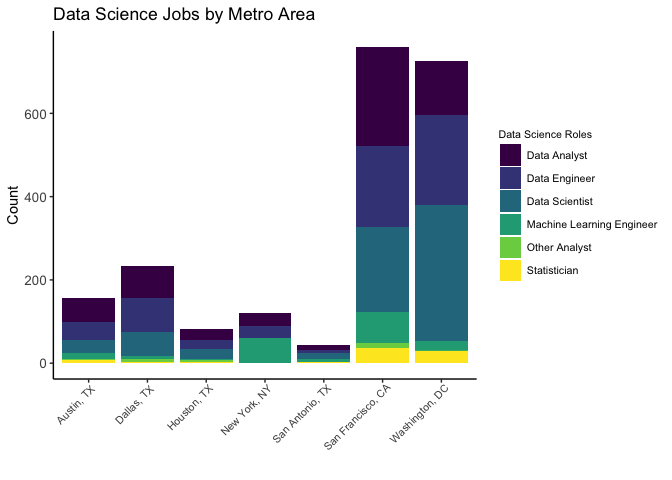 Data Science Jobs by Metro Area
Count
600
400
200
0
Austin, TX
Dallas, TX
Houston, TX
New York, NY
San Antonio, TX
San Francisco, CA
Washington, DC
Data Science Roles
Data Analyst
Data Engineer
Data Scientist
Machine Learning Engineer
Other Analyst
Statistician